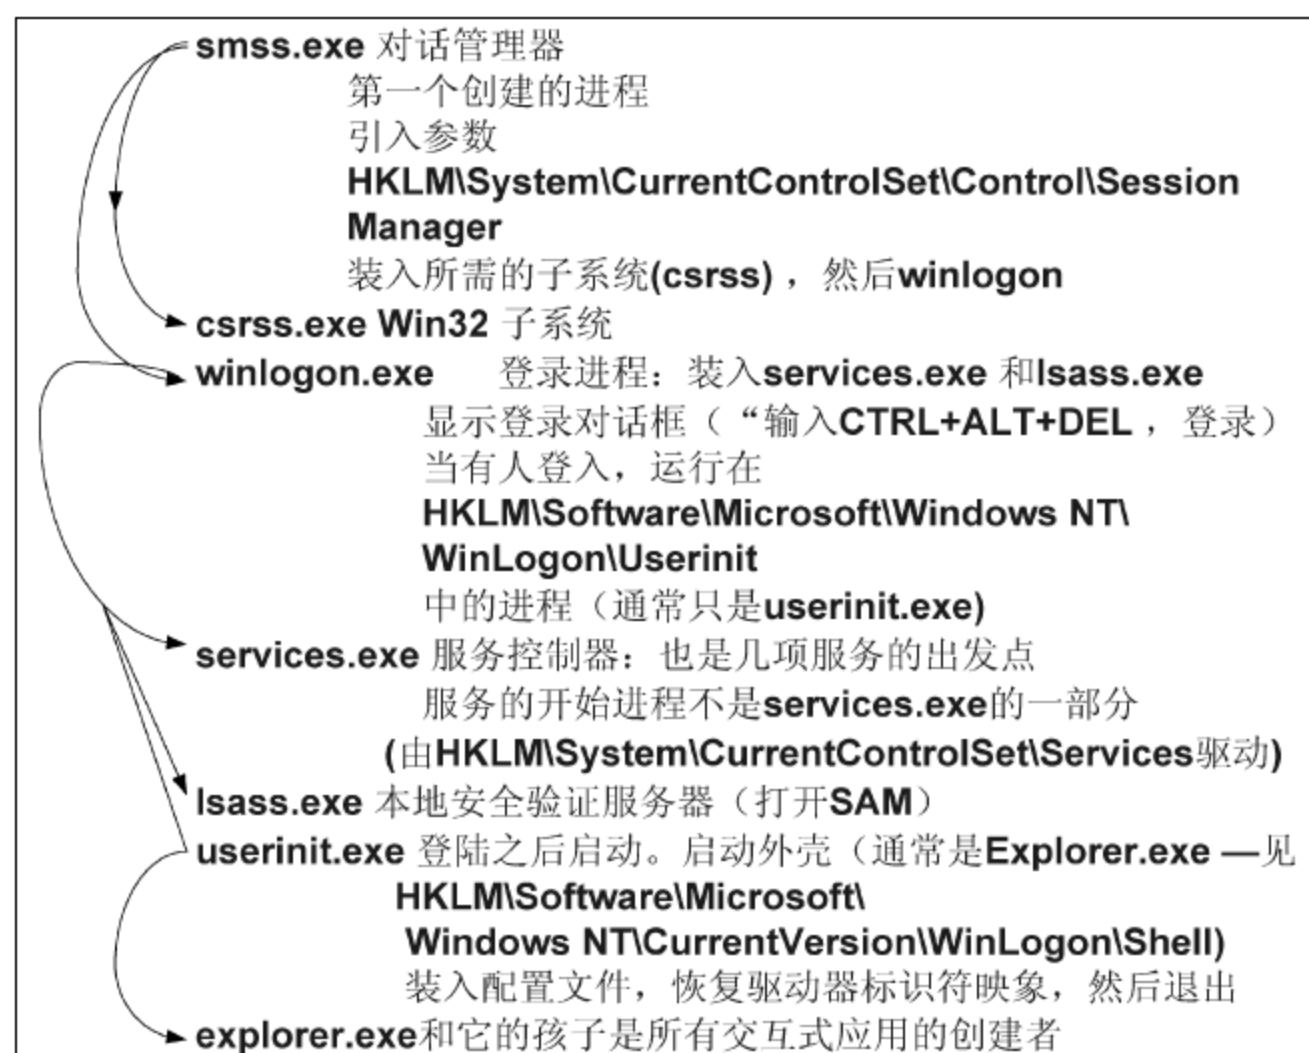 smss.exe 对话管理器
第一个创建的进程
引入参数
HKLM\System\CurrentControlSet\Control\Session
Manager
装入所需的子系统(csrss)，然后winlogon
csrss.exe Win32 子系统
winlogon.exe 登录进程：装入services.exe 和lsass.exe
显示登录对话框（“输入CTRL+ALT+DEL，登录）
当有人登入，运行在
HKLM\Software\Microsoft\Windows NT\
WinLogon\Userinit
中的进程（通常只是userinit.exe)
services.exe 服务控制器：也是几项服务的出发点
服务的开始进程不是services.exe的一部分
(由HKLM\System\CurrentControlSet\Services驱动)
lsass.exe 本地安全验证服务器（打开SAM）
userinit.exe 登陆之后启动。启动外壳（通常是Explorer.exe —见
HKLM\Software\Microsoft\
Windows NT\CurrentVersion\WinLogon\Shell)
装入配置文件，恢复驱动器标识符映象，然后退出
explorer.exe和它的孩子是所有交互式应用的创建者